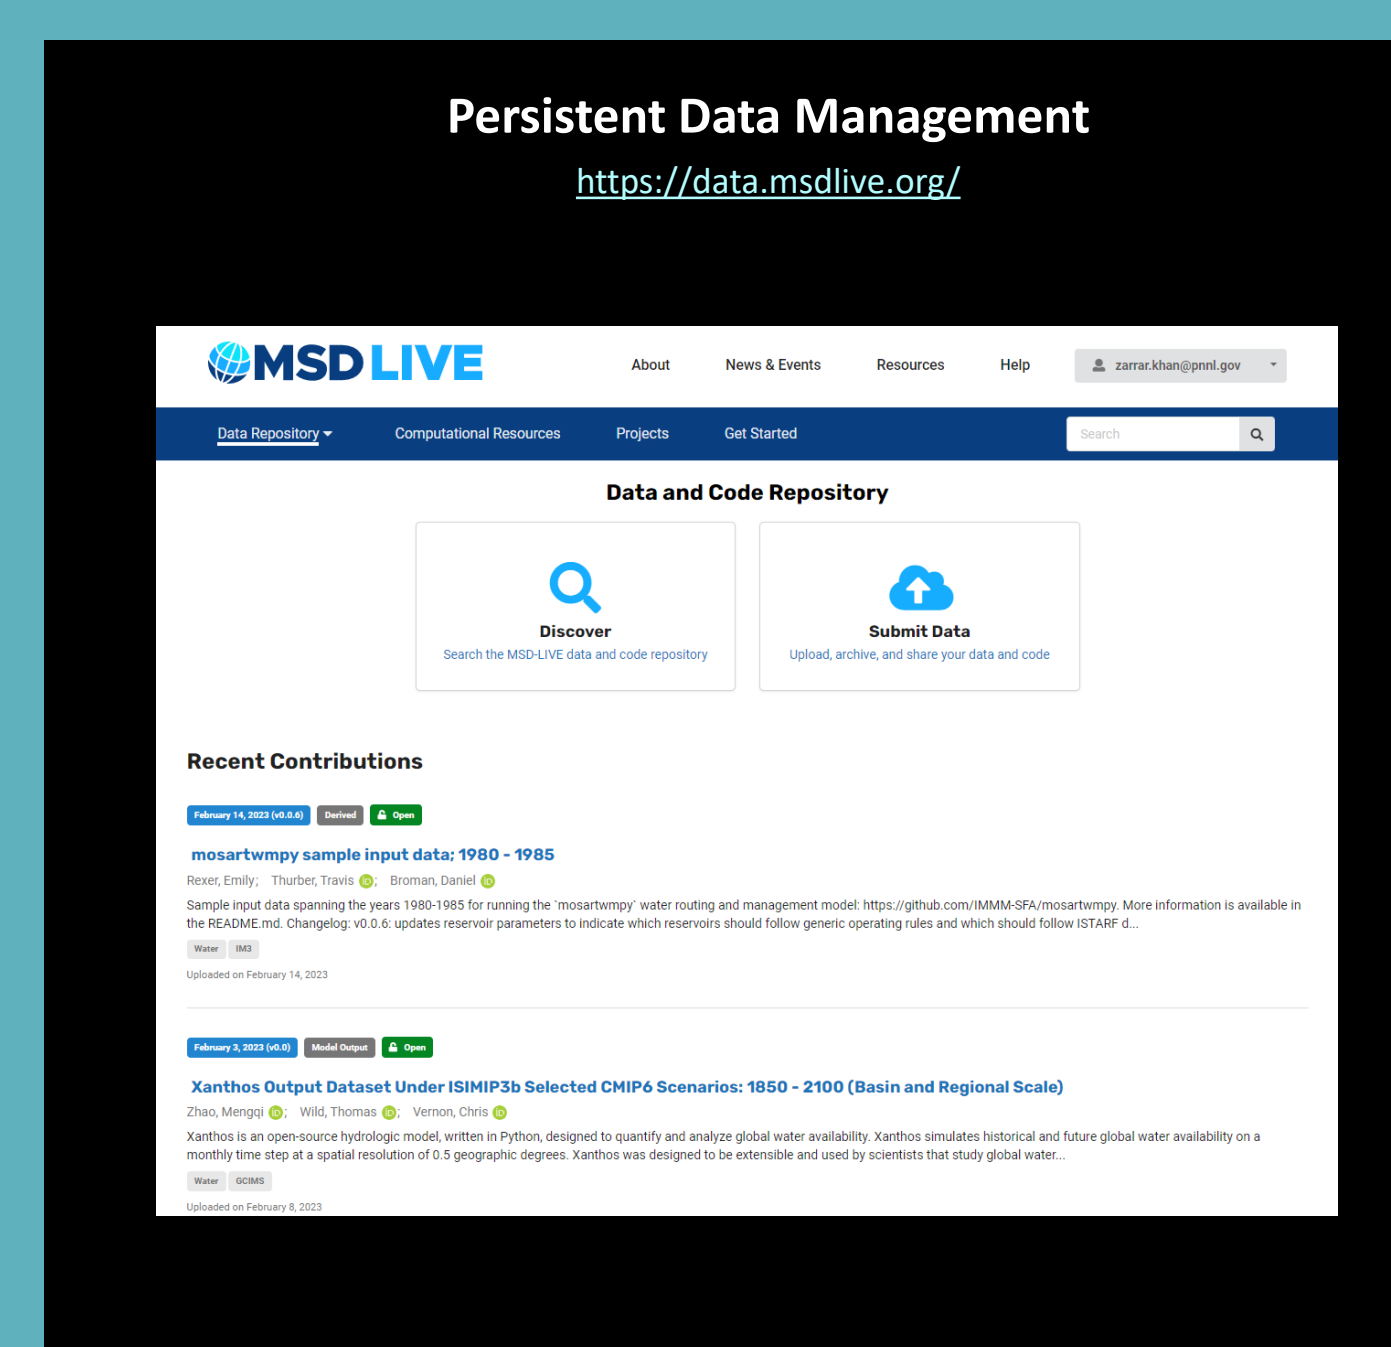 Persistent Data Management
https://data.msdlive.org/
MSD LIVE
About News & Events Resources Help zarrar.khan@pnnl.gov
Data Repository Computational Resources Projects Get Started Search
Data and Code Repository
Discover Submit Data
Search the MSD-LIVE data and code repository Upload, archive, and share your data and code
Recent Contributions
February 14, 2023 (v0.0.6) Derived Open
mosartwmpy sample input data; 1980 - 1985
Rexer, Emily; Thurber, Travis iD; Broman, Daniel iD
Sample input data spanning the years 1980-1985 for running the `mosartwmpy` water routing and management model: https://github.com/IMMM-SFA/mosartwmpy. More information is available in
the README.md. Changelog: v0.0.6: updates reservoir parameters to indicate which reservoirs should follow generic operating rules and which should follow ISTARF d...
Water IM3
Uploaded on February 14, 2023
February 3, 2023 (v0.0) Model Output Open
Xanthos Output Dataset Under ISIMIP3b Selected CMIP6 Scenarios: 1850 - 2100 (Basin and Regional Scale)
Zhao, Mengqi iD; Wild, Thomas iD; Vernon, Chris iD
Xanthos is an open-source hydrologic model, written in Python, designed to quantify and analyze global water availability. Xanthos simulates historical and future global water availability on a
monthly time step at a spatial resolution of 0.5 geographic degrees. Xanthos was designed to be extensible and used by scientists that study global water...
Water GCIMS
Uploaded on February 8, 2023